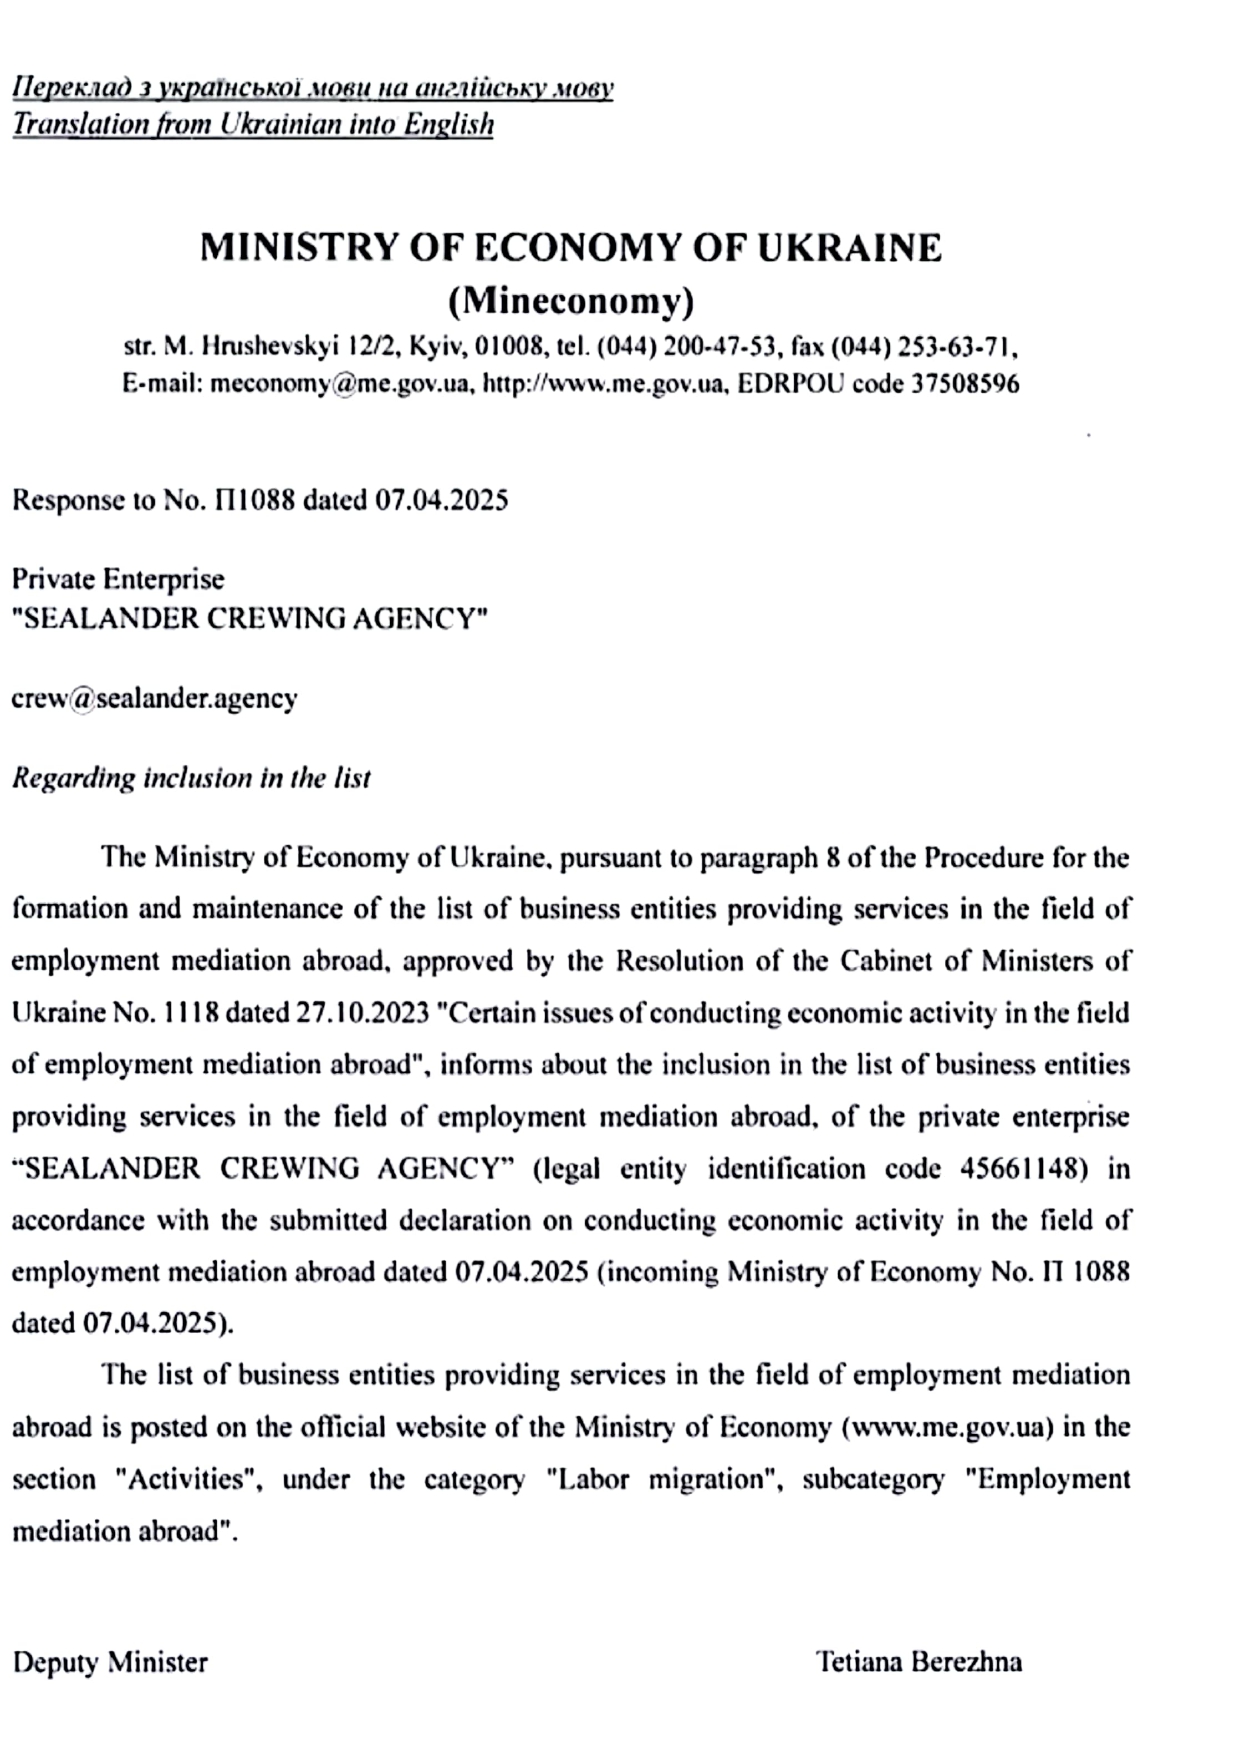 Переклад з української мови на англійську мову
Translation from Ukrainian into English
MINISTRY OF ECONOMY OF UKRAINE
(Mineconomy)
str. M. Hrushevskyi 12/2, Kyiv, 01008, tel. (044) 200-47-53, fax (044) 253-63-71,
E-mail: meconomy@me.gov.ua, http://www.me.gov.ua, EDRPOU code 37508596
Response to No. П1088 dated 07.04.2025
Private Enterprise
"SEALANDER CREWING AGENCY"
crew@sealander.agency
Regarding inclusion in the list
The Ministry of Economy of Ukraine, pursuant to paragraph 8 of the Procedure for the
formation and maintenance of the list of business entities providing services in the field of
employment mediation abroad, approved by the Resolution of the Cabinet of Ministers of
Ukraine No. 1118 dated 27.10.2023 "Certain issues of conducting economic activity in the field
of employment mediation abroad", informs about the inclusion in the list of business entities
providing services in the field of employment mediation abroad, of the private enterprise
“SEALANDER CREWING AGENCY” (legal entity identification code 45661148) in
accordance with the submitted declaration on conducting economic activity in the field of
employment mediation abroad dated 07.04.2025 (incoming Ministry of Economy No. П 1088
dated 07.04.2025).
The list of business entities providing services in the field of employment mediation
abroad is posted on the official website of the Ministry of Economy (www.me.gov.ua) in the
section "Activities", under the category "Labor migration", subcategory "Employment
mediation abroad".
Deputy Minister Tetiana Berezhna